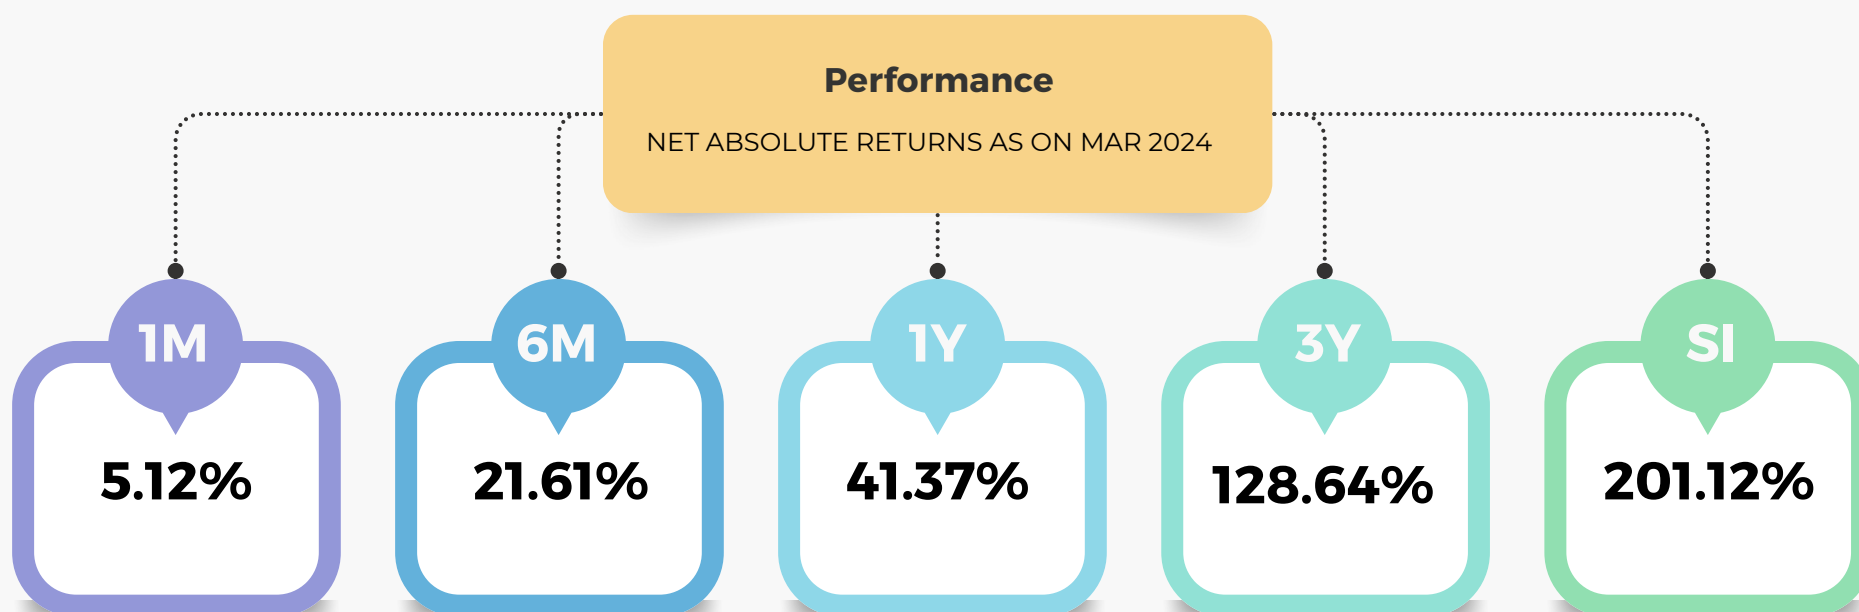 Performance
NET ABSOLUTE RETURNS AS ON MAR 2024
1M
6M
1Y
3Y
SI
5.12%
21.61%
41.37%
128.64%
201.12%